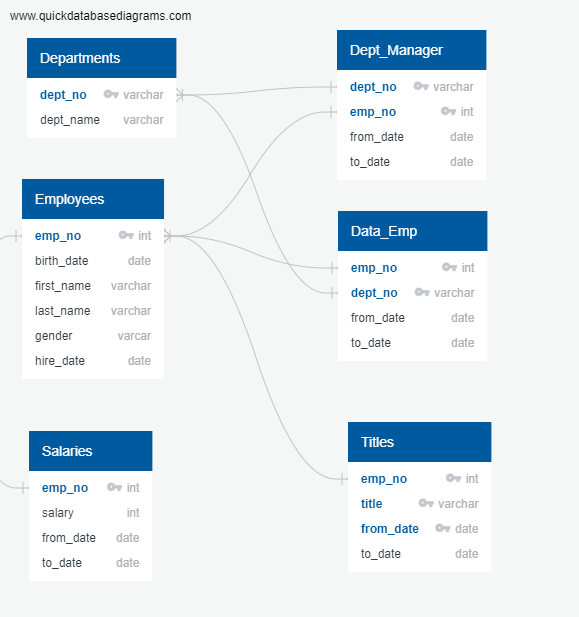 www.quickdatabasediagrams.com
Departments
dept_no varchar
dept_name varchar
Dept_Manager
dept_no varchar
emp_no int
from_date date
to_date date
Employees
emp_no int
birth_date date
first_name varchar
last_name varchar
gender varcar
hire_date date
Data_Emp
emp_no int
dept_no varchar
from_date date
to_date date
Salaries
emp_no int
salary int
from_date date
to_date date
Titles
emp_no int
title varchar
from_date date
to_date date